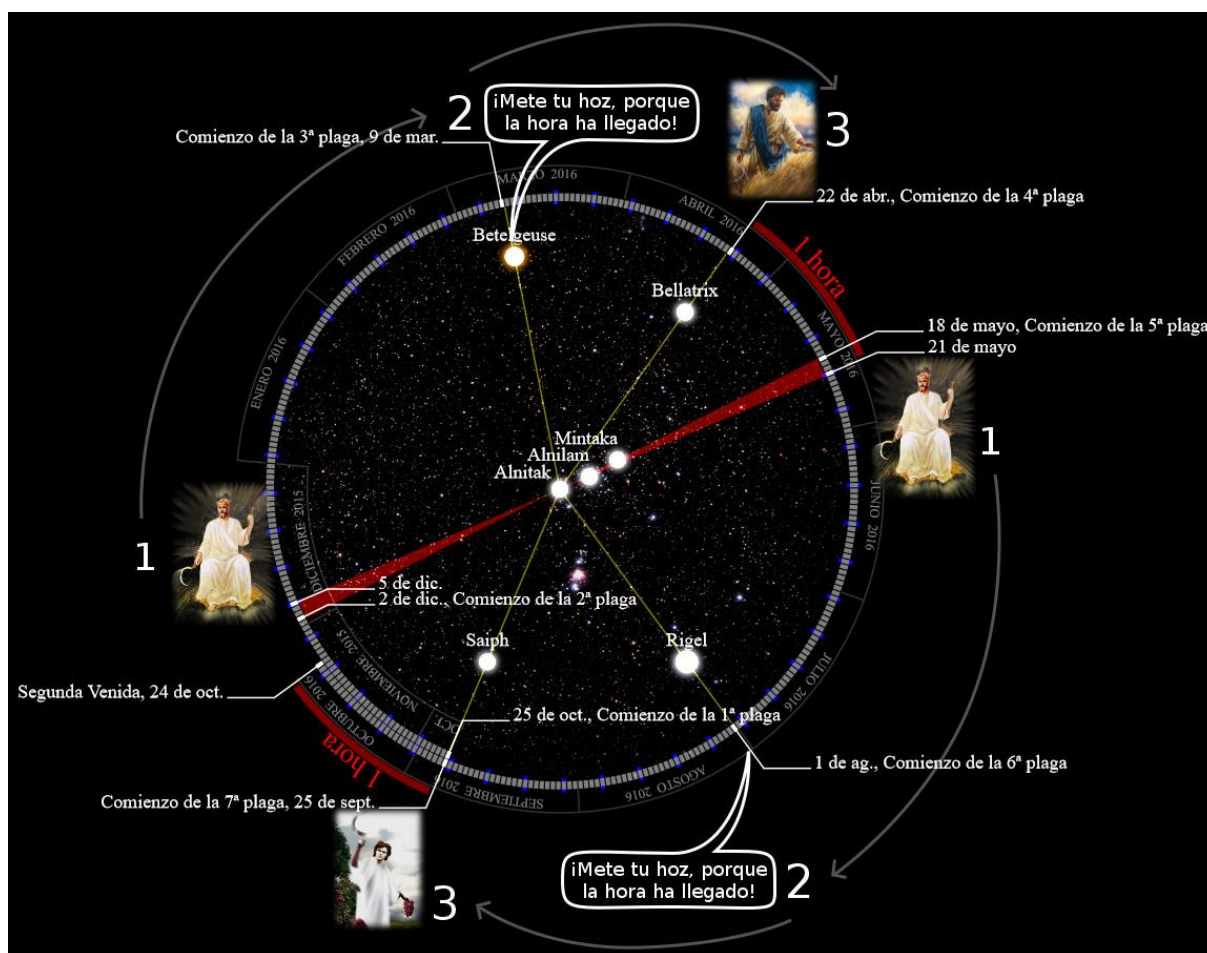 2
¡Mete tu hoz, porque
la hora ha llegado!
3
Comienzo de la 3ª plaga, 9 de mar.
MARZO 2016
22 de abr., Comienzo de la 4ª plaga
ABRIL 2016
1 hora
FEBRERO 2016
Betelgeuse
Bellatrix
18 de mayo, Comienzo de la 5ª plaga
21 de mayo
MAYO 2016
ENERO 2016
1
Mintaka
Alnilam
Alnitak
JUNIO 2016
DICIEMBRE 2015
1
5 de dic.
2 de dic., Comienzo de la 2ª plaga
Saiph
Rigel
JULIO 2016
NOVIEMBRE 2015
Segunda Venida, 24 de oct.
OCTUBRE 2016
OCT.
25 de oct., Comienzo de la 1ª plaga
1 hora
1 de ag., Comienzo de la 6ª plaga
AGOSTO 2016
SEPTIEMBRE 2016
Comienzo de la 7ª plaga, 25 de sept.
¡Mete tu hoz, porque
la hora ha llegado!
2
3